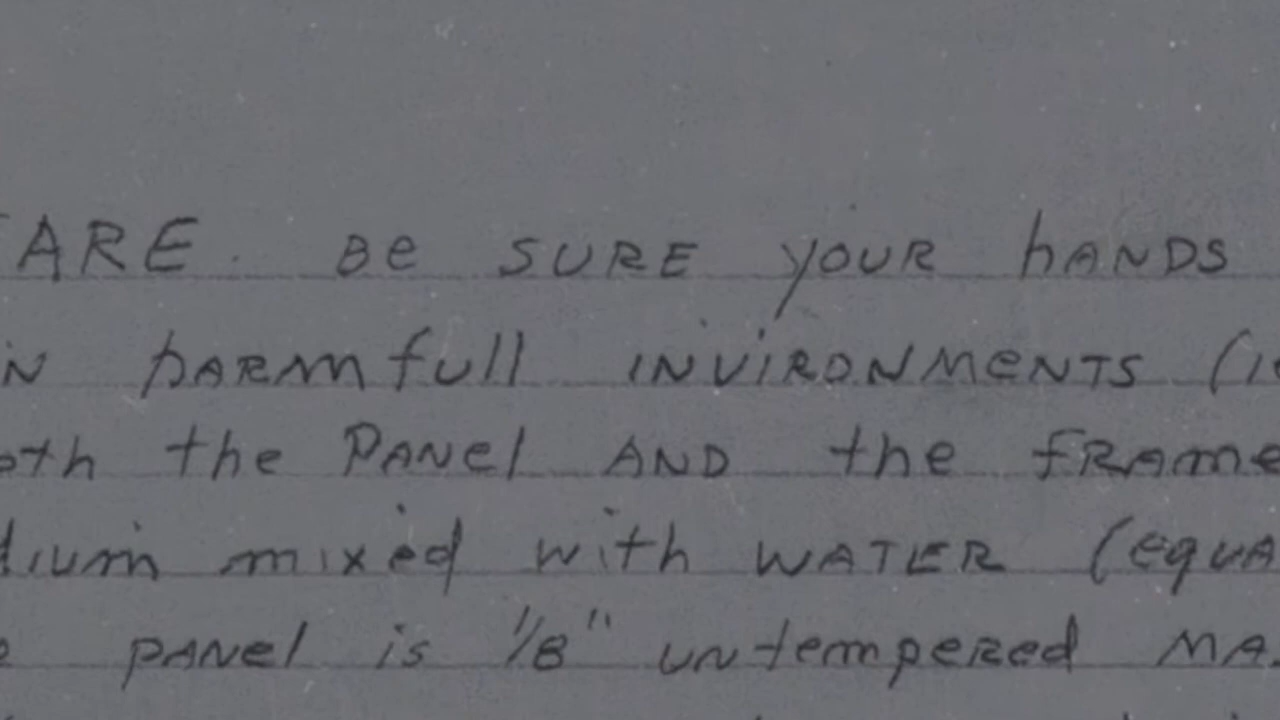 ARE. Be SURE YOUR hANDS
harmfull INVIRONMENTS
the PANel AND the fRAMe
mixed with WATER
PANel is 1/8" untempered